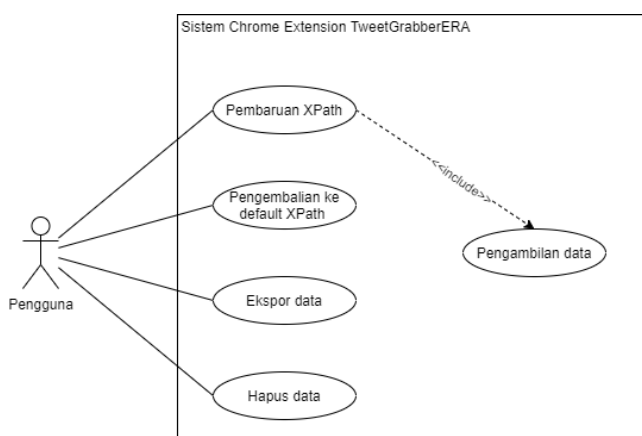 Sistem Chrome Extension TweetGrabberERA
Pembaruan XPath
<<include>>
Pengembalian ke
default XPath
Pengambilan data
Pengguna
Ekspor data
Hapus data